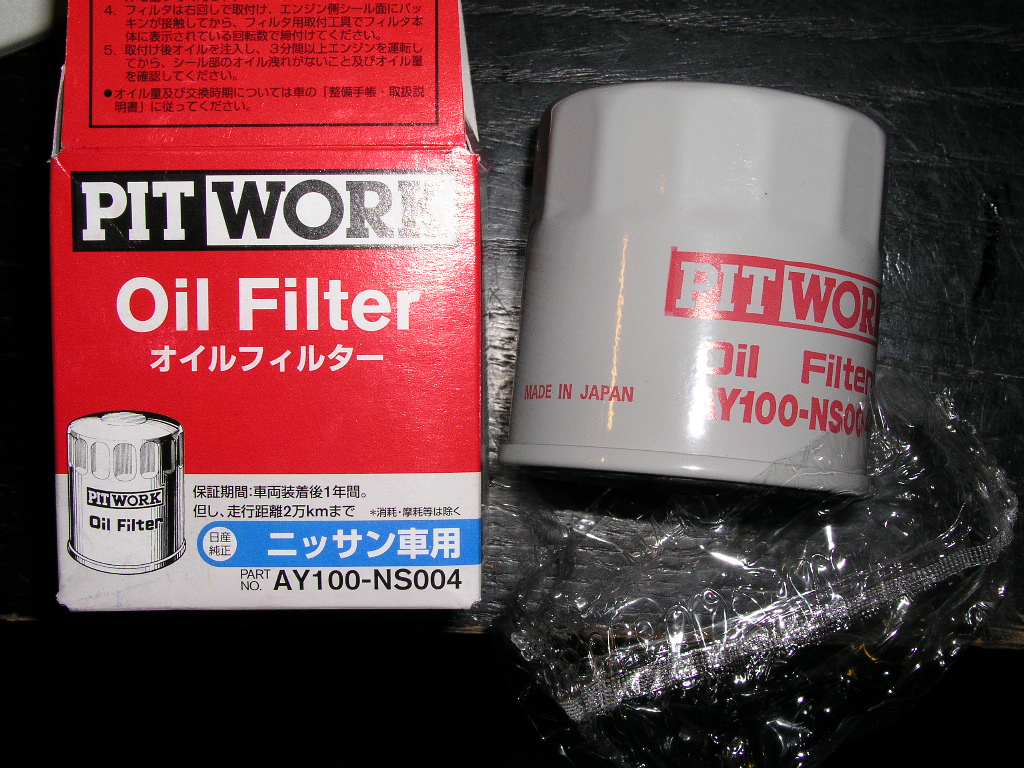 4. フィルタは右回しで取付け、エンジン側シール面にパッ
キンが接触してから、フィルタ用取付工具でフィルタ本
体に表示されている回転数で締付けてください。
5. 取付け後オイルを注入し、3分間以上エンジンを運転し
てから、シール部のオイル洩れがないこと及びオイル量
を確認してください。
●オイル量及び交換時期については車の「整備手帳・取扱説
明書」に従ってください。
PIT WORK
Oil Filter
オイルフィルター
PIT WORK
Oil Filter
保証期間:車両装着後1年間。
但し、走行距離2万kmまで *消耗・摩耗等は除く
日産
純正
ニッサン車用
PART
NO. AY100-NS004
PIT WORK
Oil Filter
MADE IN JAPAN
AY100-NS004